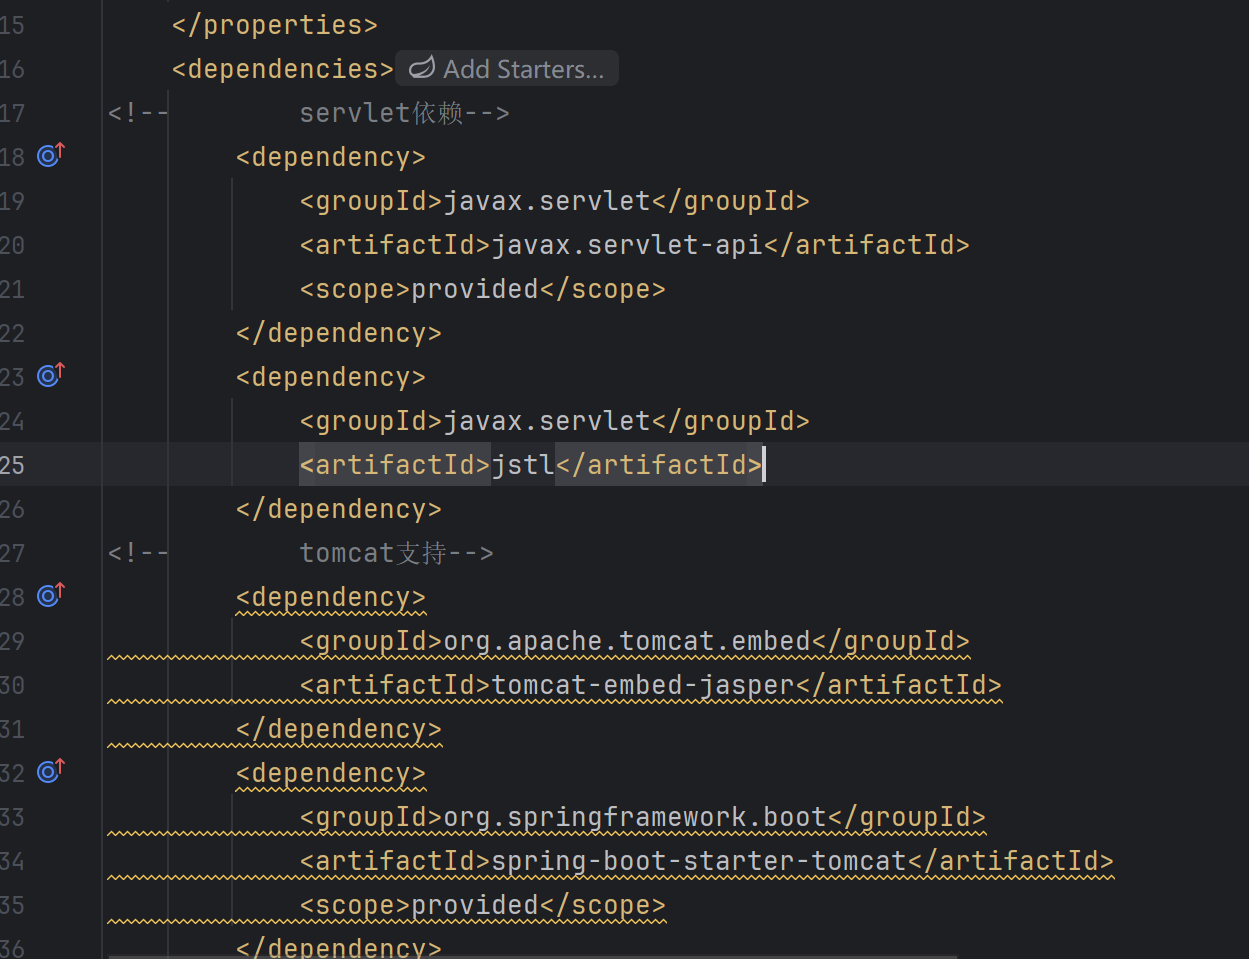 15 </properties>
16 <dependencies> Add Starters...
17 <!-- servlet依赖-->
18 <dependency>
19 <groupId>javax.servlet</groupId>
20 <artifactId>javax.servlet-api</artifactId>
21 <scope>provided</scope>
22 </dependency>
23 <dependency>
24 <groupId>javax.servlet</groupId>
25 <artifactId>jstl</artifactId>
26 </dependency>
27 <!-- tomcat支持-->
28 <dependency>
29 <groupId>org.apache.tomcat.embed</groupId>
30 <artifactId>tomcat-embed-jasper</artifactId>
31 </dependency>
32 <dependency>
33 <groupId>org.springframework.boot</groupId>
34 <artifactId>spring-boot-starter-tomcat</artifactId>
35 <scope>provided</scope>
36 </dependency>